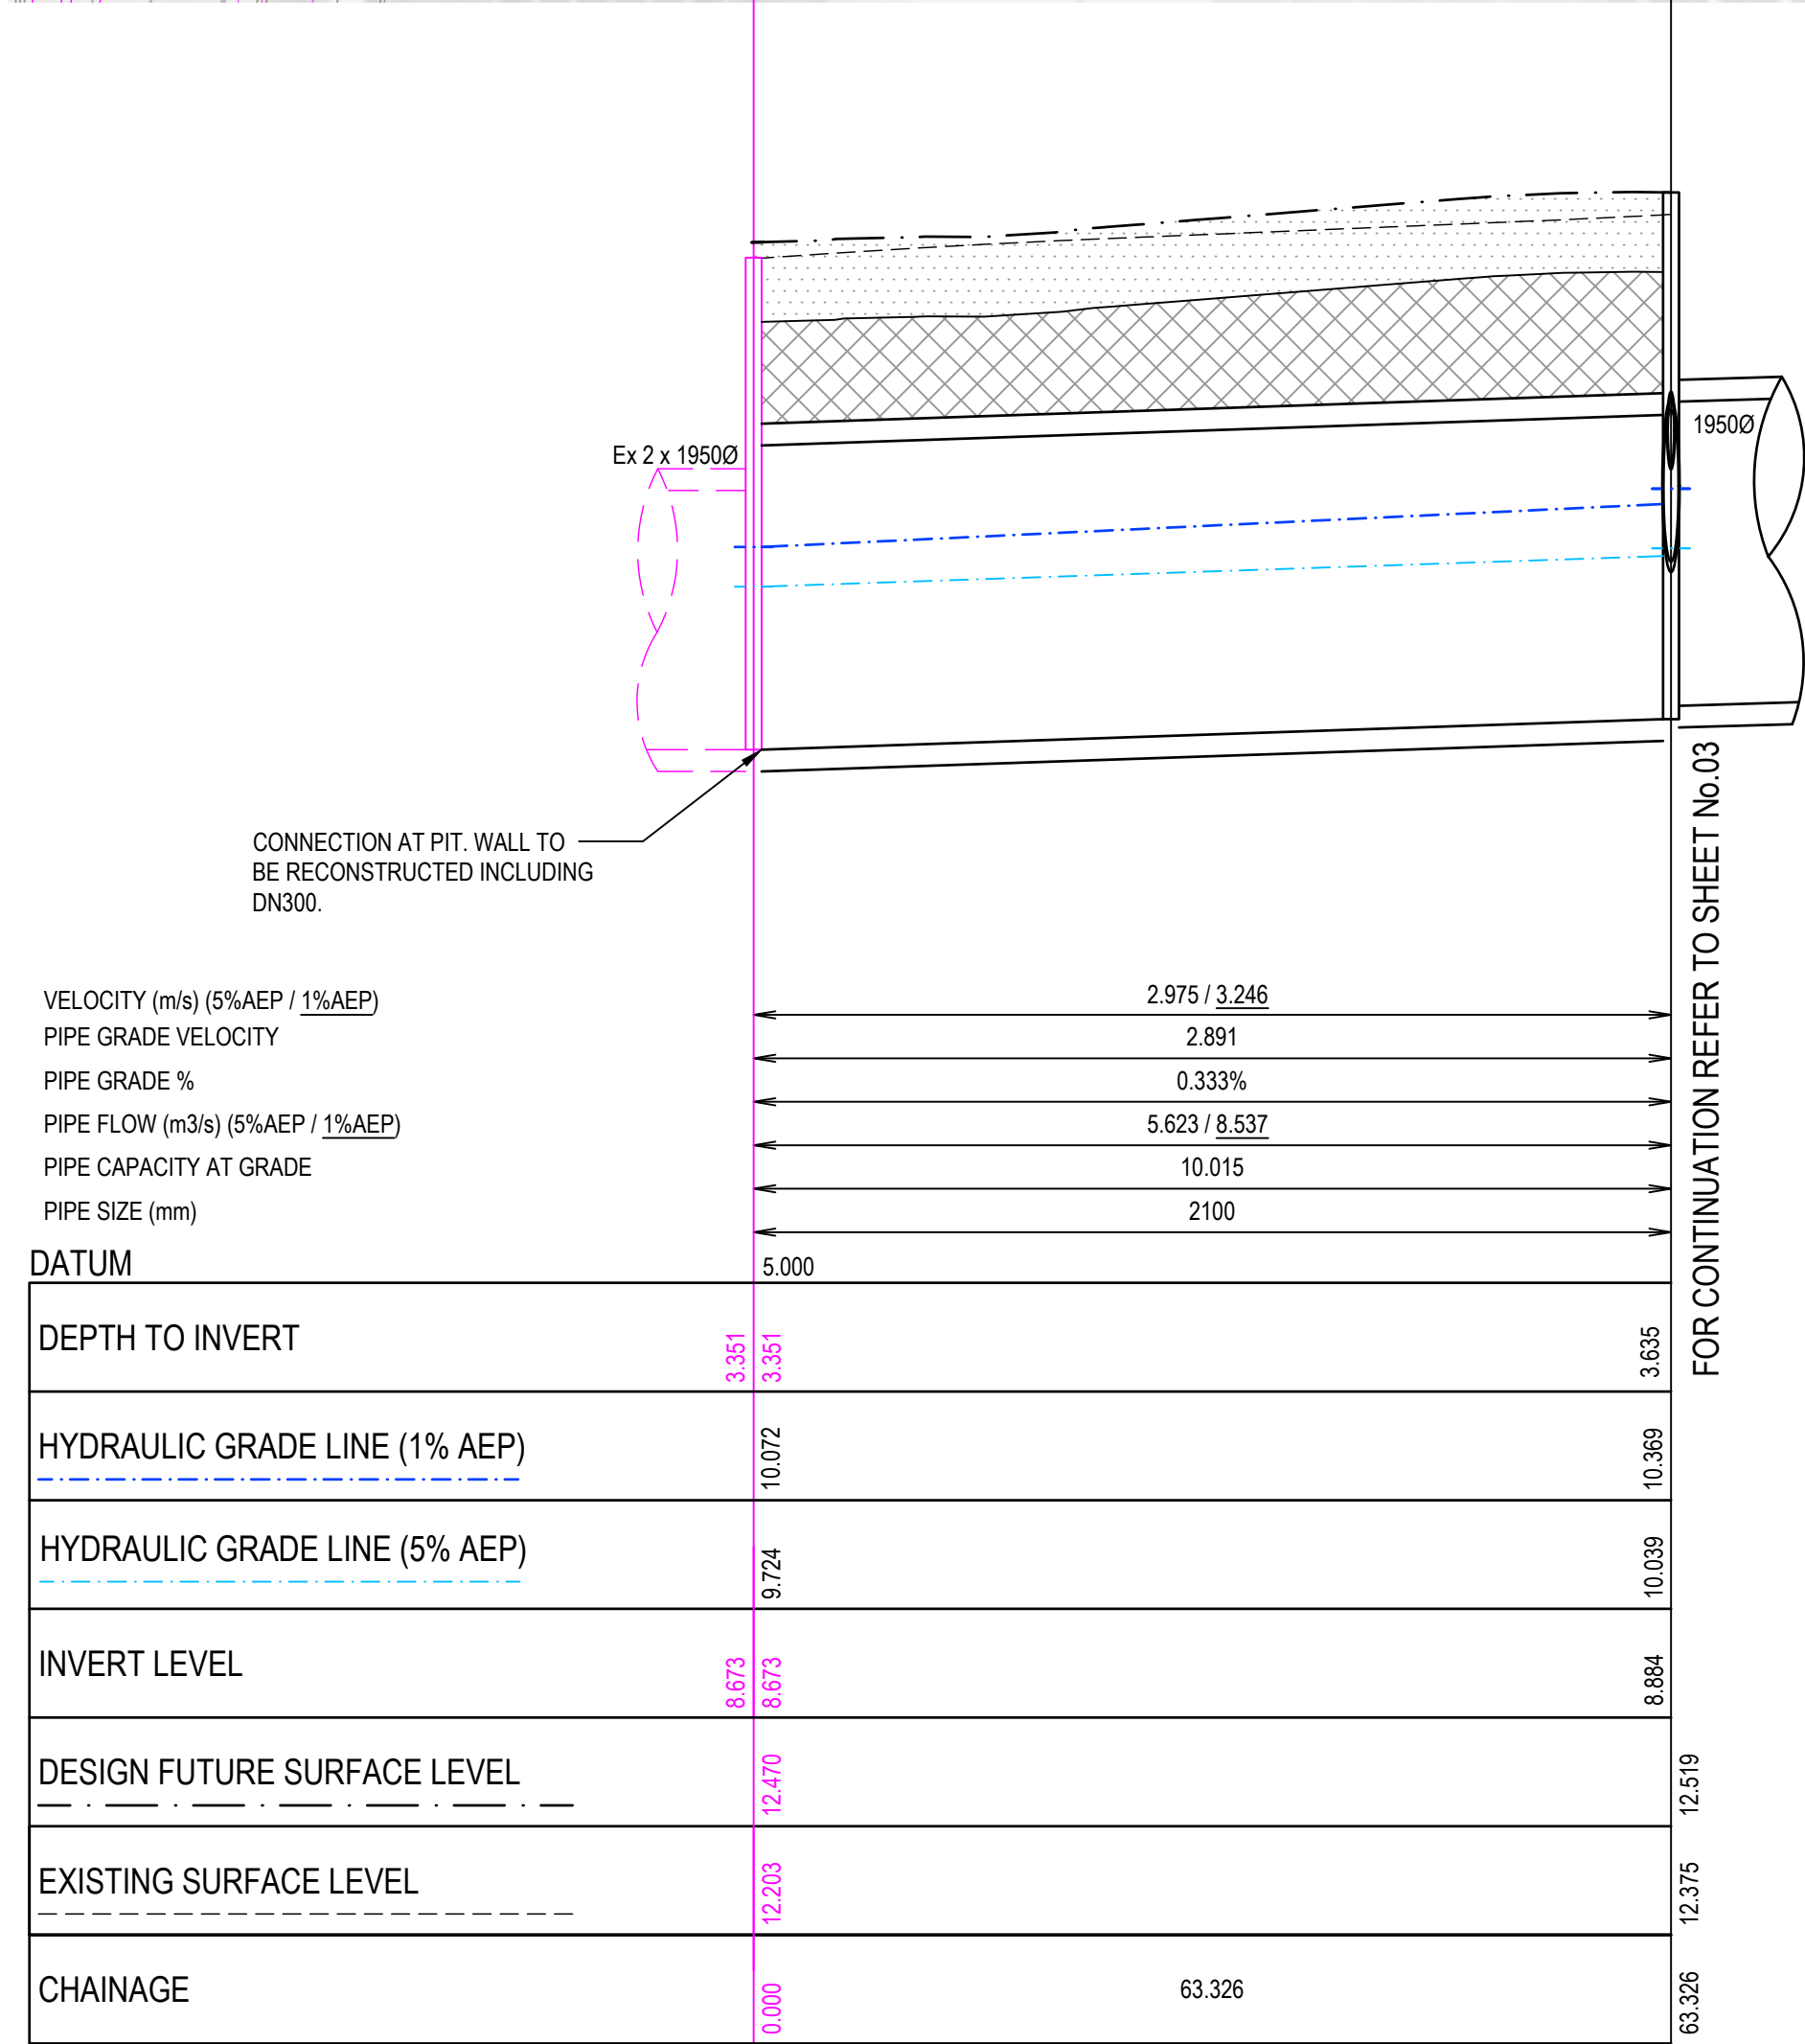 Ex 2 x 1950Ø
1950Ø
CONNECTION AT PIT. WALL TO
BE RECONSTRUCTED INCLUDING
DN300.
FOR CONTINUATION REFER TO SHEET No.03
VELOCITY (m/s) (5%AEP / 1%AEP) 2.975 / 3.246
PIPE GRADE VELOCITY 2.891
PIPE GRADE % 0.333%
PIPE FLOW (m3/s) (5%AEP / 1%AEP) 5.623 / 8.537
PIPE CAPACITY AT GRADE 10.015
PIPE SIZE (mm) 2100
DATUM 5.000
DEPTH TO INVERT 3.351 3.351 3.635
HYDRAULIC GRADE LINE (1% AEP) 10.072 10.369
HYDRAULIC GRADE LINE (5% AEP) 9.724 10.039
INVERT LEVEL 8.673 8.673 8.884
DESIGN FUTURE SURFACE LEVEL 12.470 12.519
EXISTING SURFACE LEVEL 12.203 12.375
CHAINAGE 0.000 63.326 63.326